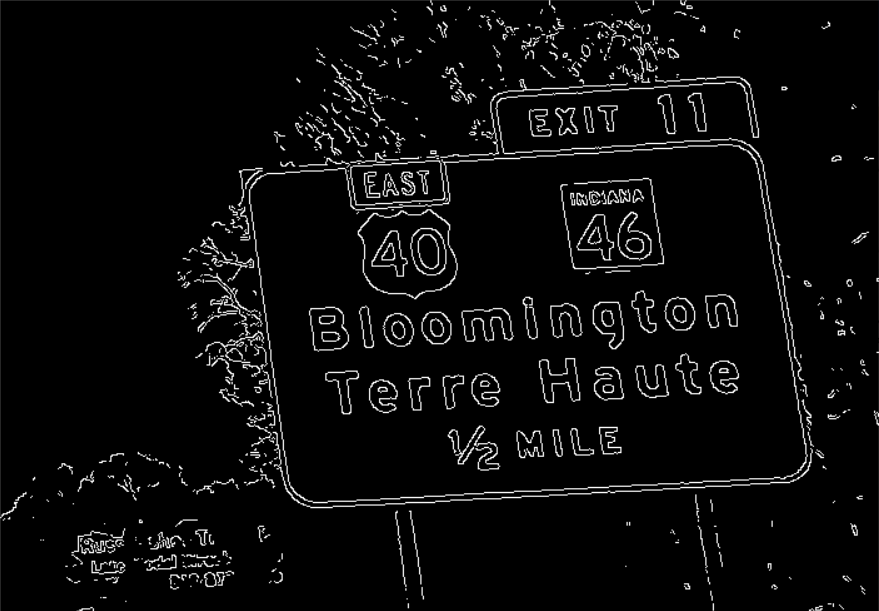 EXIT 11
EAST
INDIANA
40
46
Bloomington
Terre Haute
1/2 MILE